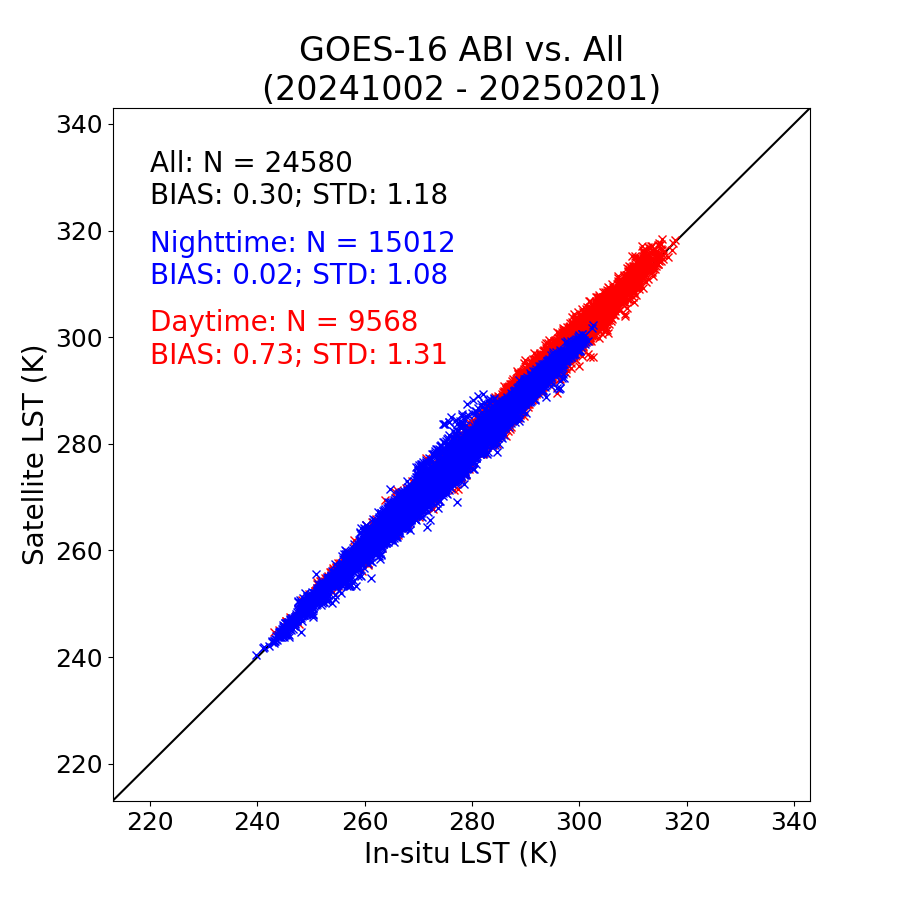 GOES-16 ABI vs. All
(20241002 - 20250201)
340
320
300
280
260
240
220
All: N = 24580
BIAS: 0.30; STD: 1.18
Nighttime: N = 15012
BIAS: 0.02; STD: 1.08
Daytime: N = 9568
BIAS: 0.73; STD: 1.31
Satellite LST (K)
220 240 260 280 300 320 340
In-situ LST (K)